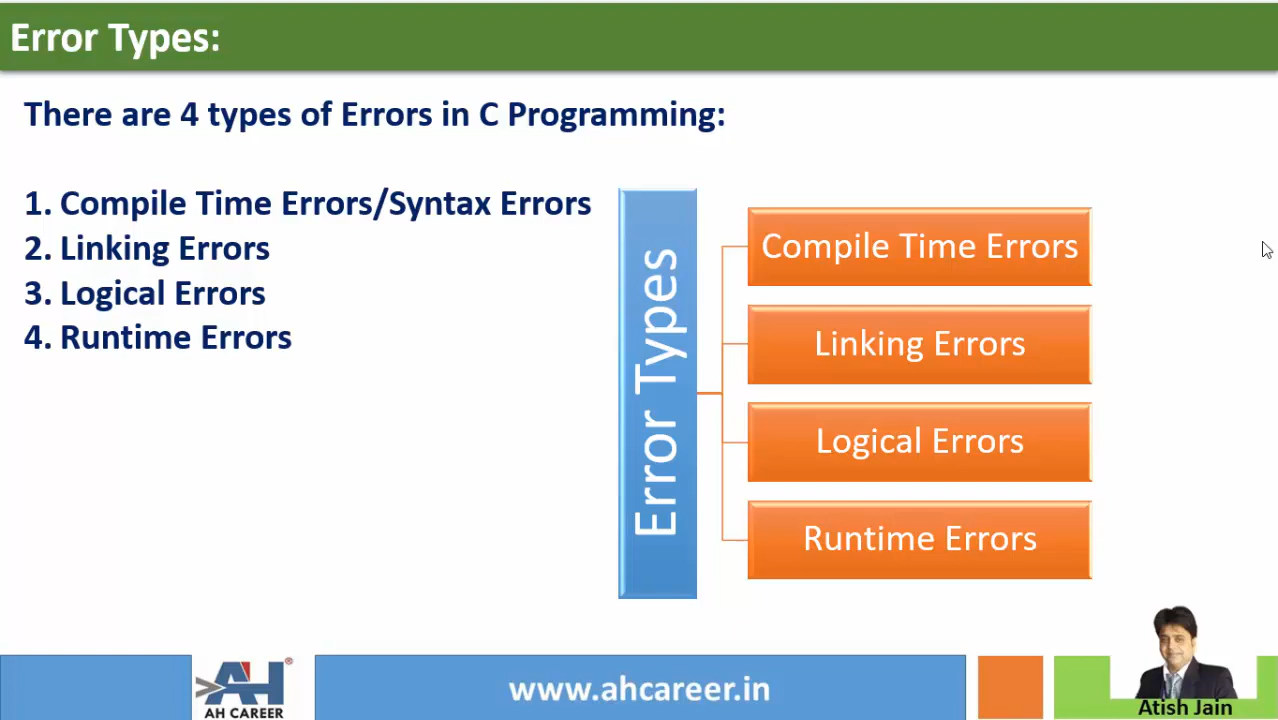 Error Types:
There are 4 types of Errors in C Programming:
1. Compile Time Errors/Syntax Errors
2. Linking Errors
3. Logical Errors
4. Runtime Errors
Error Types
Compile Time Errors
Linking Errors
Logical Errors
Runtime Errors
AH
®
AH CAREER
www.ahcareer.in
Atish Jain